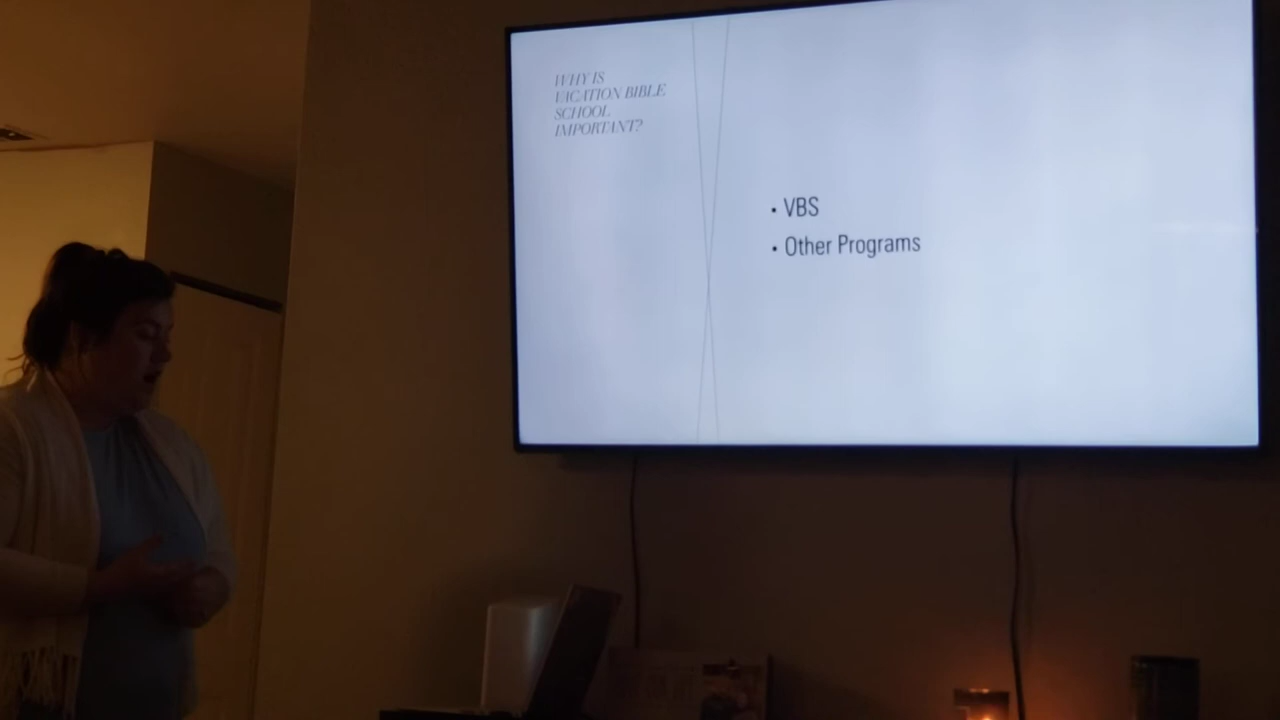 WHY IS
VACATION BIBLE
SCHOOL
IMPORTANT?
• VBS
• Other Programs